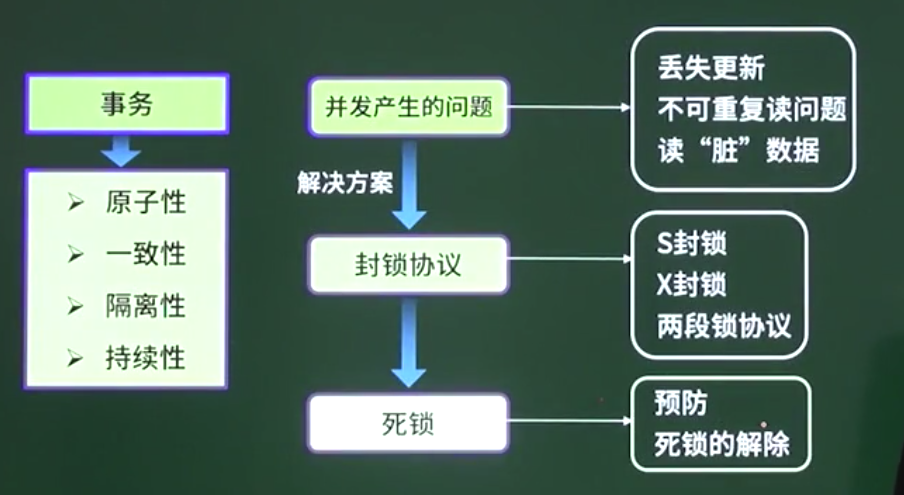 事务
原子性
一致性
隔离性
持续性
并发产生的问题
丢失更新
不可重复读问题
读“脏”数据
解决方案
封锁协议
S封锁
X封锁
两段锁协议
死锁
预防
死锁的解除